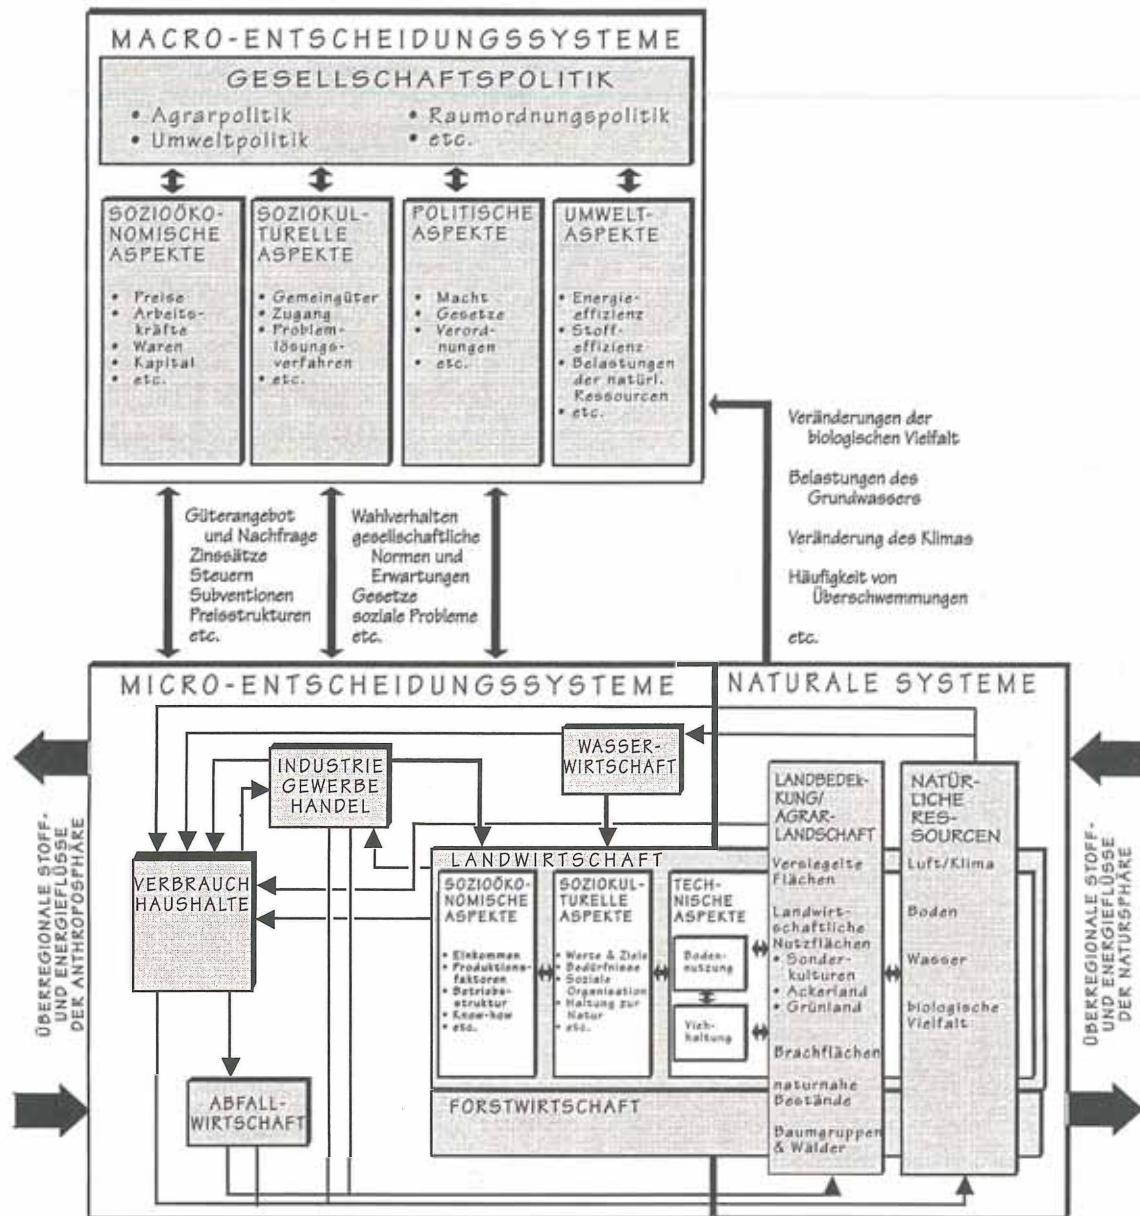 MACRO-ENTSCHEIDUNGSSYSTEME
GESELLSCHAFTSPOLITIK
• Agrarpolitik
• Umweltpolitik
• Raumordnungspolitik
• etc.
SOZIOÖKO-
NOMISCHE
ASPEKTE
• Preise
• Arbeits-
kräfte
• Waren
• Kapital
• etc.
SOZIOKUL-
TURELLE
ASPEKTE
• Gemeingüter
• Zugang
• Problem-
lösungs-
verfahren
• etc.
POLITISCHE
ASPEKTE
• Macht
• Gesetze
• Verord-
nungen
• etc.
UMWELT-
ASPEKTE
• Energie-
effizienz
• Stoff-
effizienz
• Belastungen
der natürl.
Ressourcen
• etc.
Güterangebot
und Nachfrage
Zinssätze
Steuern
Subventionen
Preisstrukturen
etc.
Wahlverhalten
gesellschaftliche
Normen und
Erwartungen
Gesetze
soziale Probleme
etc.
Veränderungen der
biologischen Vielfalt
Belastungen des
Grundwassers
Veränderung des Klimas
Häufigkeit von
Überschwemmungen
etc.
MICRO-ENTSCHEIDUNGSSYSTEME
NATURALE SYSTEME
ÜBERREGIONALE STOFF-
UND ENERGIEFLÜSSE
DER ANTHROPOSPHÄRE
INDUSTRIE
GEWERBE
HANDEL
WASSER-
WIRTSCHAFT
VERBRAUCH
HAUSHALTE
ABFALL-
WIRTSCHAFT
LANDWIRTSCHAFT
SOZIOÖKO-
NOMISCHE
ASPEKTE
• Einkommen
• Produktions-
faktoren
• Betriebs-
struktur
• Know-how
• etc.
SOZIOKUL-
TURELLE
ASPEKTE
• Werte & Ziele
• Bedürfnisse
• Soziale
Organisation
• Haltung zur
Natur
• etc.
TECH-
NISCHE
ASPEKTE
Boden-
nutzung
Vieh-
haltung
FORSTWIRTSCHAFT
LANDBEDEK-
KUNG/
AGRAR-
LANDSCHAFT
Versiegelte
Flächen
Landwirt-
schaftliche
Nutzflächen
• Sonder-
kulturen
• Ackerland
• Grünland
Brachflächen
naturnahe
Bestände
Baumgruppen
& Wälder
NATÜR-
LICHE
RES-
SOURCEN
Luft/Klima
Boden
Wasser
biologische
Vielfalt
ÜBERREGIONALE STOFF-
UND ENERGIEFLÜSSE
DER NATURSPHÄRE